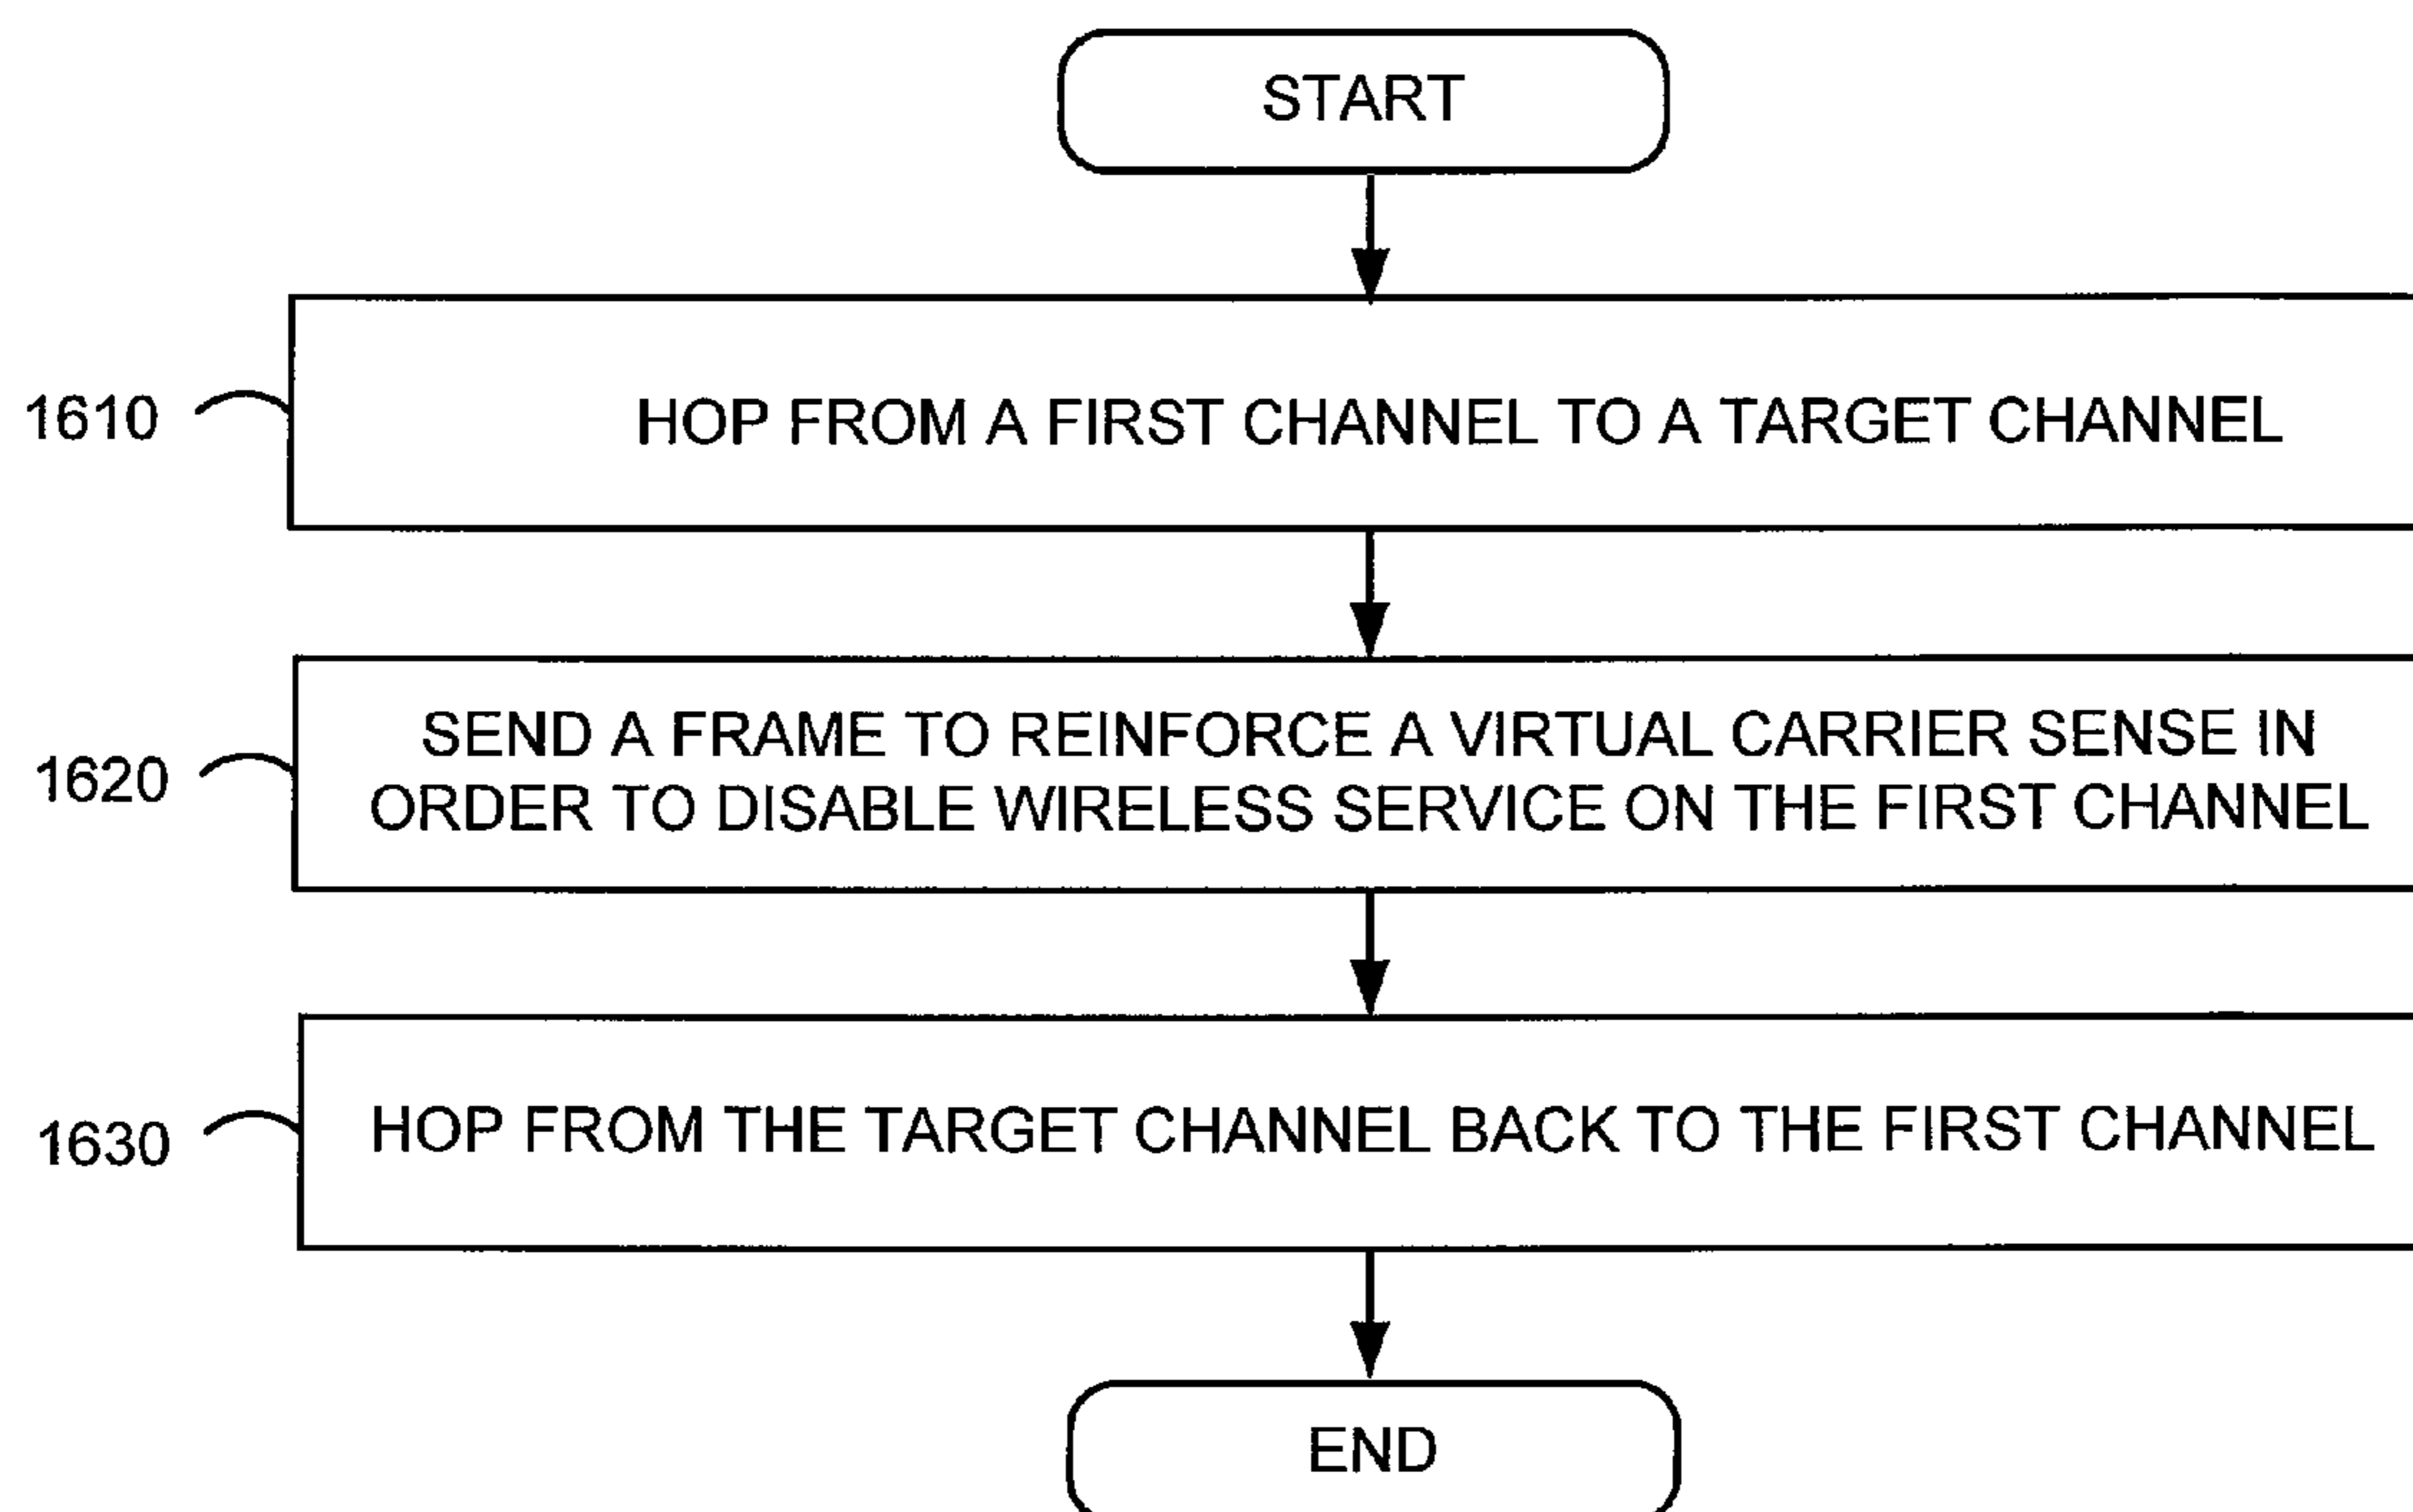 START
1610
HOP FROM A FIRST CHANNEL TO A TARGET CHANNEL
1620
SEND A FRAME TO REINFORCE A VIRTUAL CARRIER SENSE IN
ORDER TO DISABLE WIRELESS SERVICE ON THE FIRST CHANNEL
1630
HOP FROM THE TARGET CHANNEL BACK TO THE FIRST CHANNEL
END